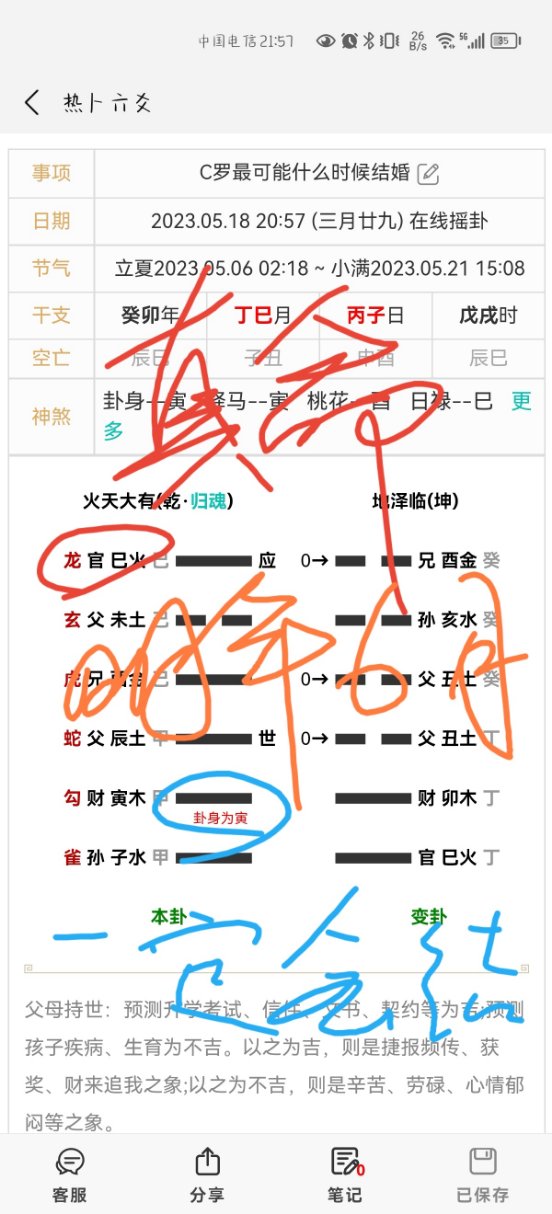 中国电信21:57 26 B/s 5G 85
热卜六爻
事项 C罗最可能什么时候结婚
日期 2023.05.18 20:57 (三月廿九) 在线摇卦
节气 立夏2023.05.06 02:18 ~ 小满2023.05.21 15:08
干支 癸卯年 丁巳月 丙子日 戊戌时
空亡 辰巳 子丑 申酉 辰巳
神煞 卦身--寅 驿马--寅 桃花--酉 日禄--巳 更多
真命
火天大有(乾·归魂) 地泽临(坤)
龙 官 巳火 己 应 0→ 兄 酉金 癸
玄 父 未土 己 孙 亥水 癸
明年6月
虎 兄 酉金 己 0→ 父 丑土 癸
蛇 父 辰土 甲 世 0→ 父 丑土 丁
勾 财 寅木 甲 财 卯木 丁
卦身为寅
雀 孙 子水 甲 官 巳火 丁
本卦 变卦
一定会结
父母持世：预测升学考试、信任、文书、契约等为吉;预测
孩子疾病、生育为不吉。以之为吉，则是捷报频传、获
奖、财来追我之象;以之为不吉，则是辛苦、劳碌、心情郁
闷等之象。
客服 分享 笔记 0 已保存